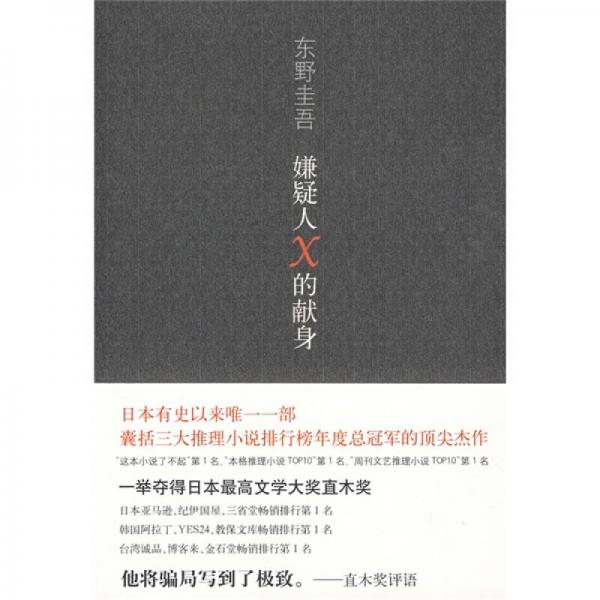 东野圭吾
嫌疑人X的献身
日本有史以来唯一一部
囊括三大推理小说排行榜年度总冠军的顶尖杰作
“这本小说了不起”第1名、“本格推理小说TOP10”第1名、“周刊文艺推理小说TOP10”第1名
一举夺得日本最高文学大奖直木奖
日本亚马逊、纪伊国屋、三省堂畅销排行第1名
韩国阿拉丁、YES24、教保文库畅销排行第1名
台湾诚品、博客来、金石堂畅销排行第1名
他将骗局写到了极致。——直木奖评语